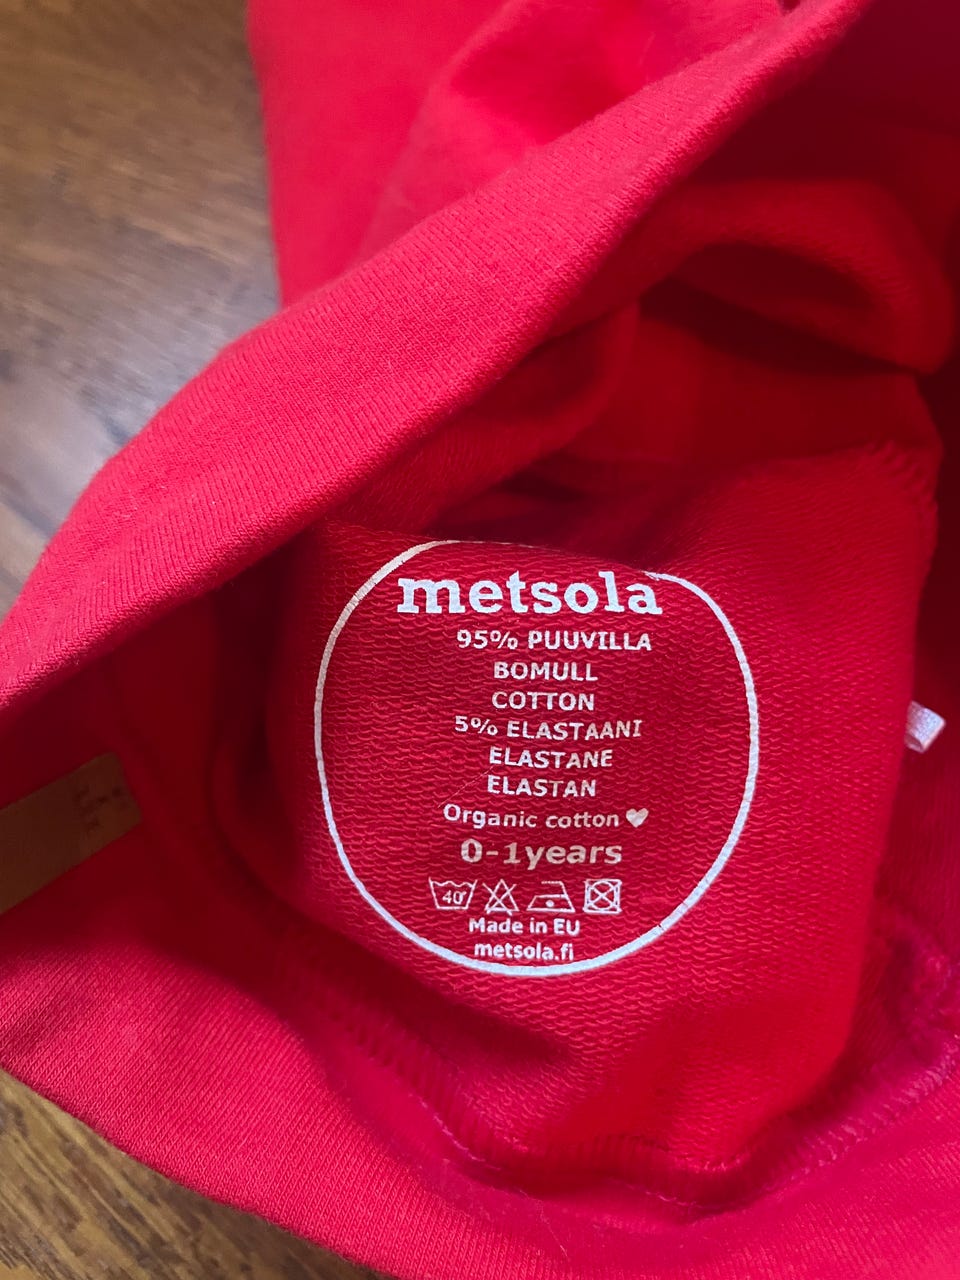 metsola
95% PUUVILLA
BOMULL
COTTON
5% ELASTAANI
ELASTANE
ELASTAN
Organic cotton ♥
0-1years
40°
Made in EU
metsola.fi